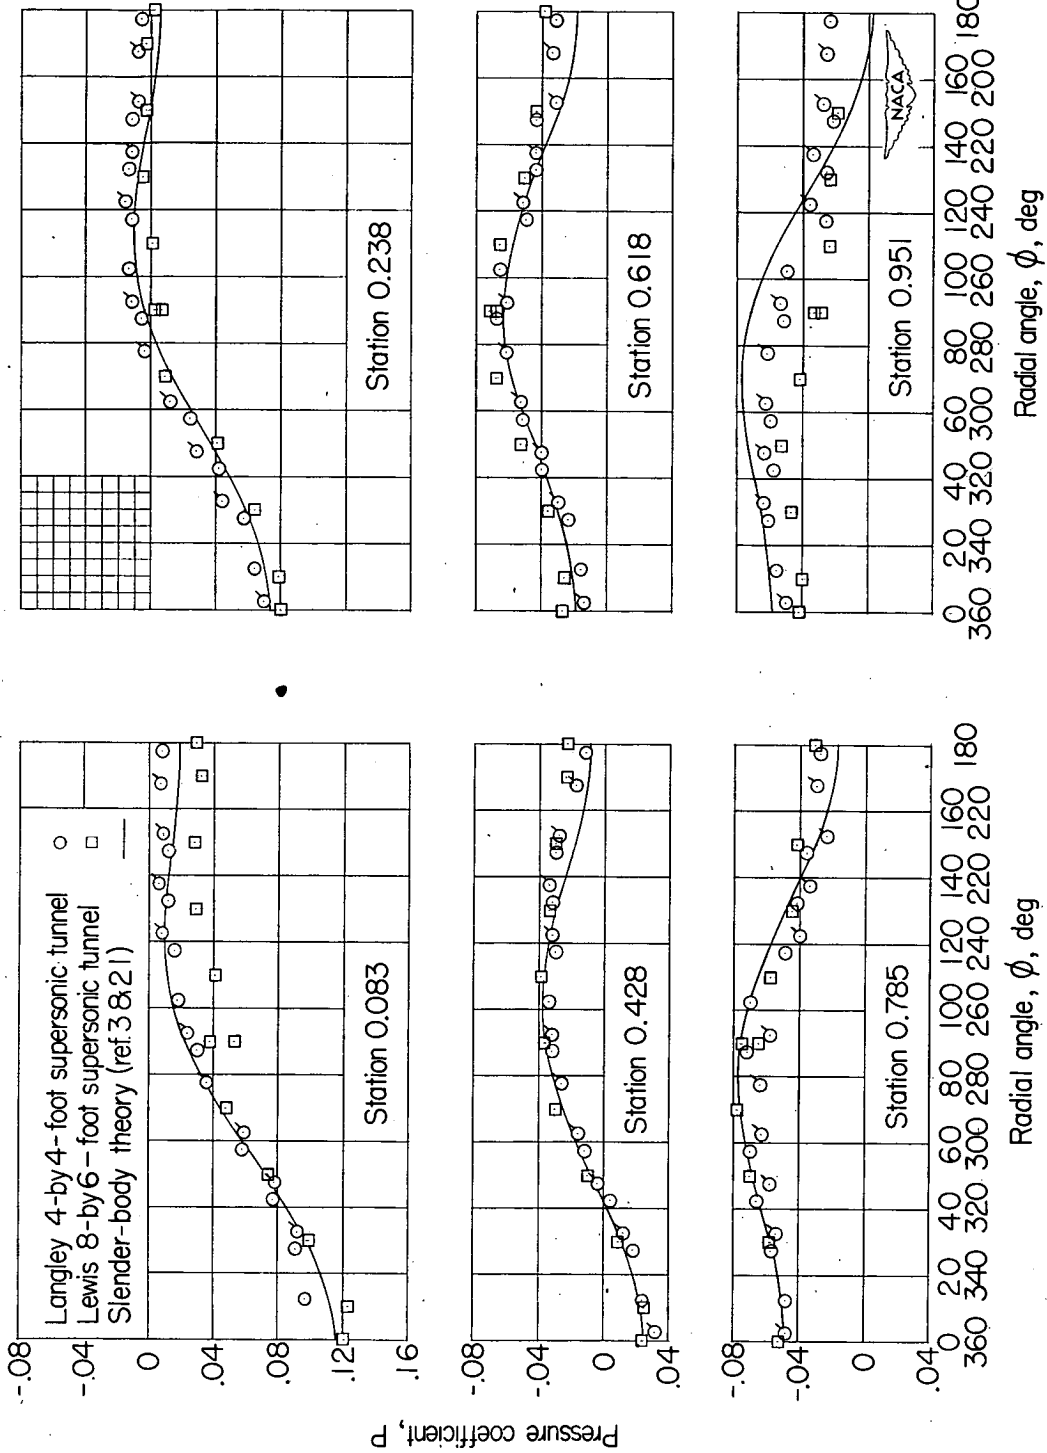 Langley 4-by 4-foot supersonic tunnel
Lewis 8-by 6-foot supersonic tunnel
Slender-body theory (ref. 3 & 21)
-.08
0
.04
.08
.12
.16
Station 0.083
Station 0.238
-.08
-.04
0
.04
Station 0.428
Station 0.618
-.08
-.04
0
.04
Station 0.785
Station 0.951
NACA
Pressure coefficient, P
0 20 40 60 80 100 120 140 160 180
360 340 320 300 280 260 240 220 220
Radial angle, ϕ, deg
0 20 40 60 80 100 120 140 160 180
360 340 320 300 280 260 240 220 200
Radial angle, ϕ, deg